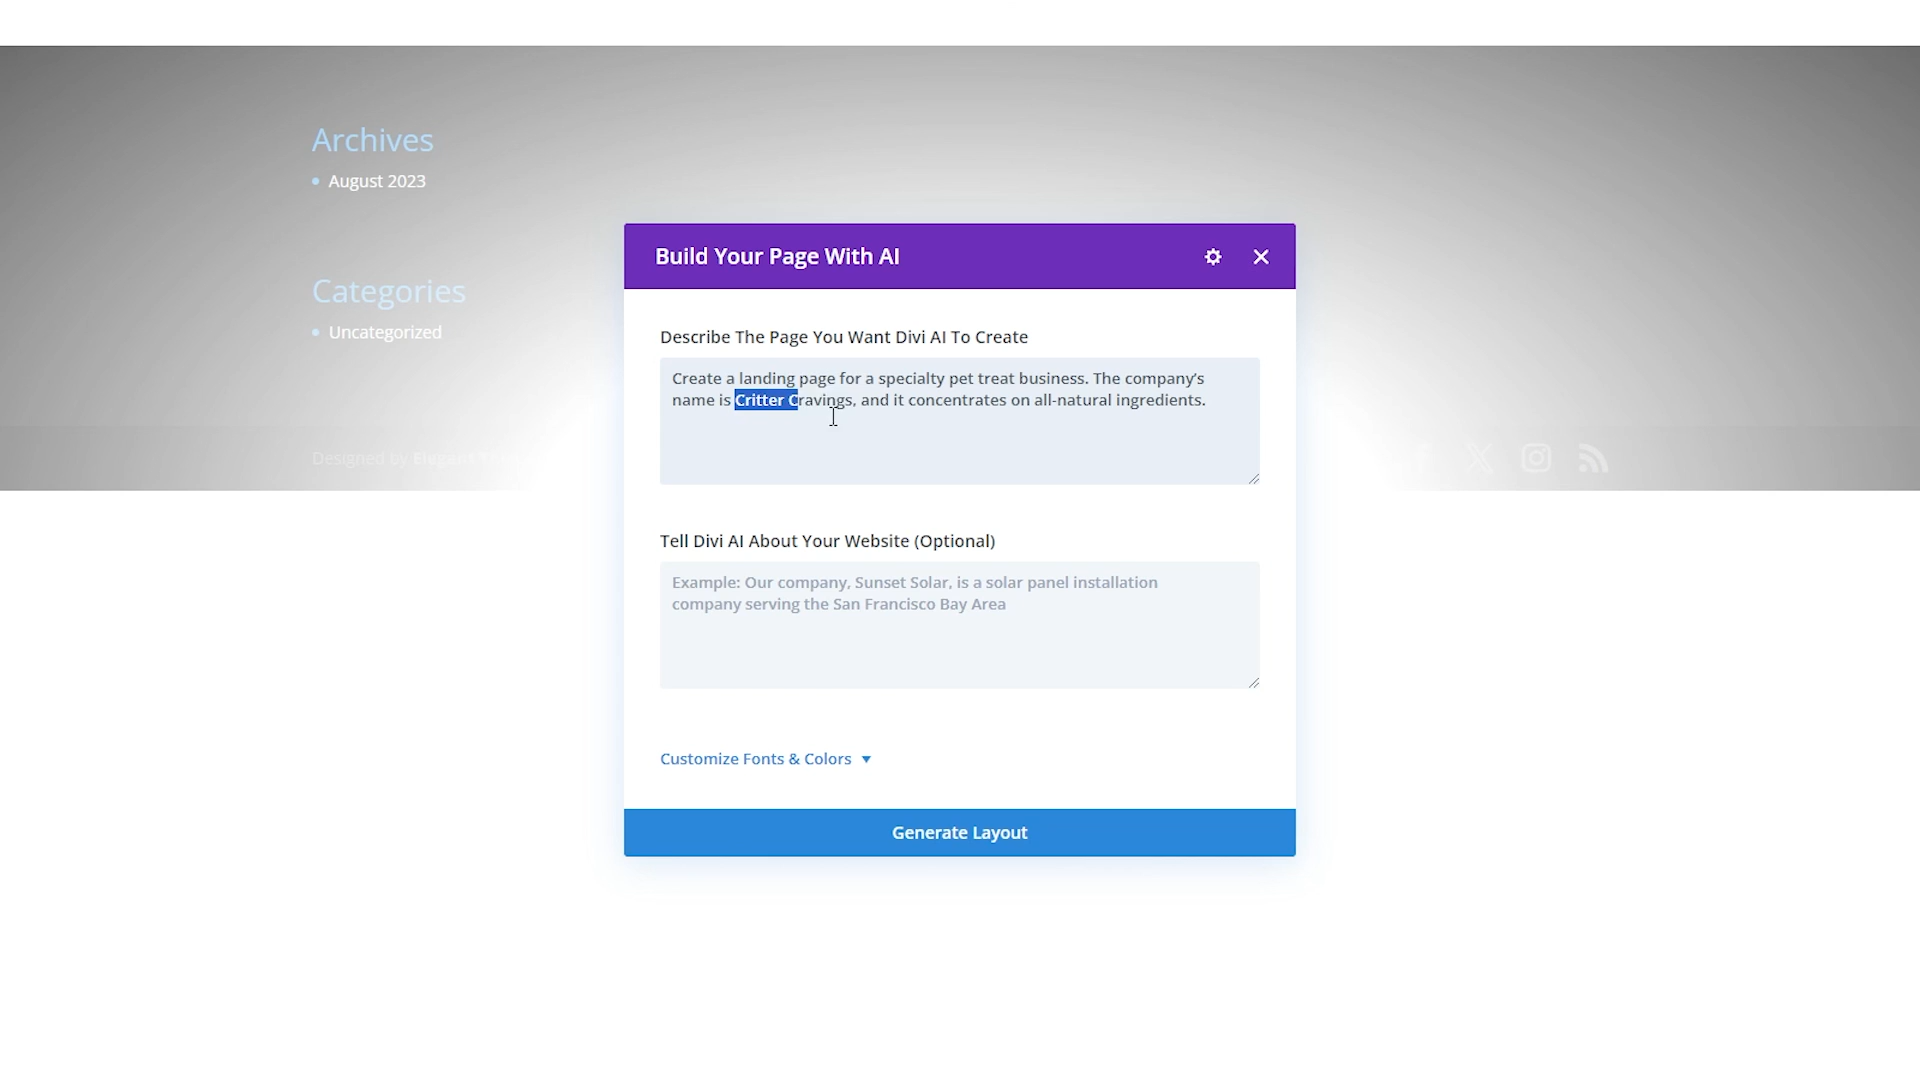 Archives
August 2023
Categories
Uncategorized
Designed by
Build Your Page With AI
Describe The Page You Want Divi AI To Create
Create a landing page for a specialty pet treat business. The company’s
name is Critter Cravings, and it concentrates on all-natural ingredients.
Tell Divi AI About Your Website (Optional)
Example: Our company, Sunset Solar, is a solar panel installation
company serving the San Francisco Bay Area
Customize Fonts & Colors
Generate Layout